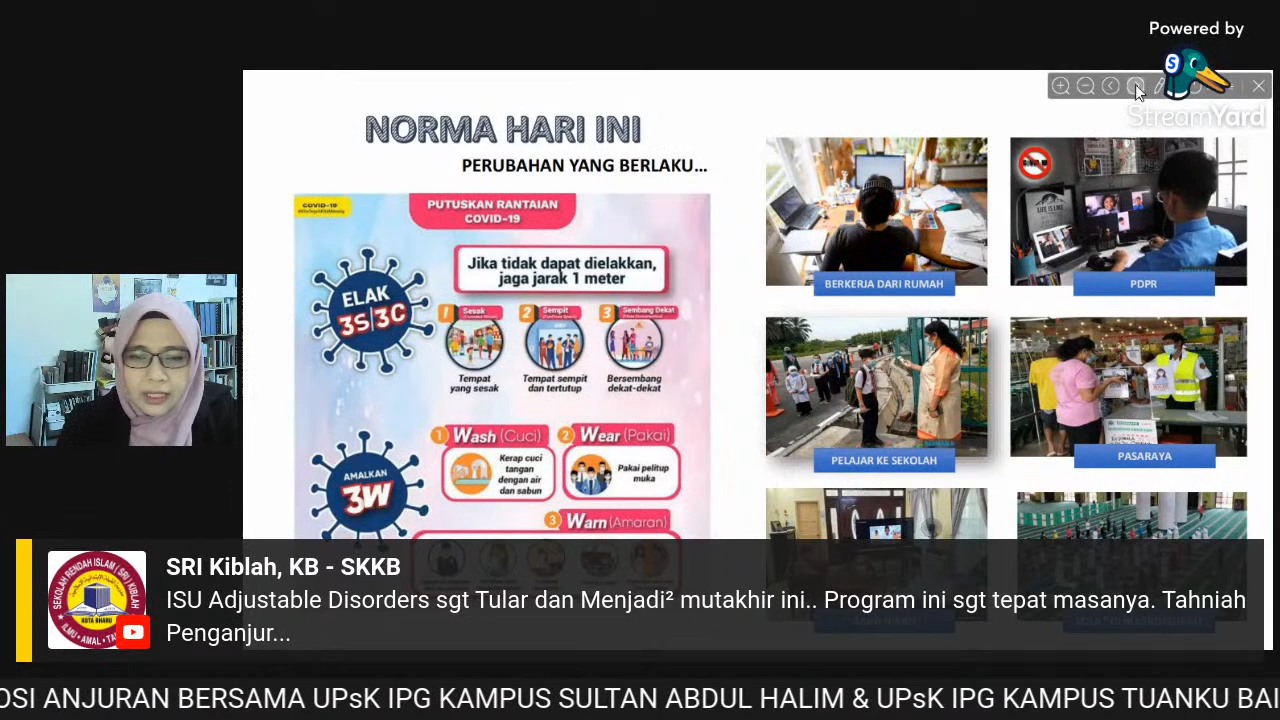 Powered by
StreamYard
NORMA HARI INI
PERUBAHAN YANG BERLAKU...
COVID-19
PUTUSKAN RANTAIAN
COVID-19
Jika tidak dapat dielakkan,
jaga jarak 1 meter
ELAK
3S 3C
1 Sesak
2 Sempit
3 Sembang Dekat
Tempat
yang sesak
Tempat sempit
dan tertutup
Bersembang
dekat-dekat
AMALKAN
3W
1 Wash (Cuci)
Kerap cuci
tangan
dengan air
dan sabun
2 Wear (Pakai)
Pakai pelitup
muka
3 Warn (Amaran)
BERKERJA DARI RUMAH
PDPR
PELAJAR KE SEKOLAH
PASARAYA
SEKOLAH RENDAH ISLAM (SRI) KIBLAH
KOTA BHARU
SRI Kiblah, KB - SKKB
ISU Adjustable Disorders sgt Tular dan Menjadi² mutakhir ini.. Program ini sgt tepat masanya. Tahniah
Penganjur...
OSI ANJURAN BERSAMA UPsK IPG KAMPUS SULTAN ABDUL HALIM & UPsK IPG KAMPUS TUANKU BAI